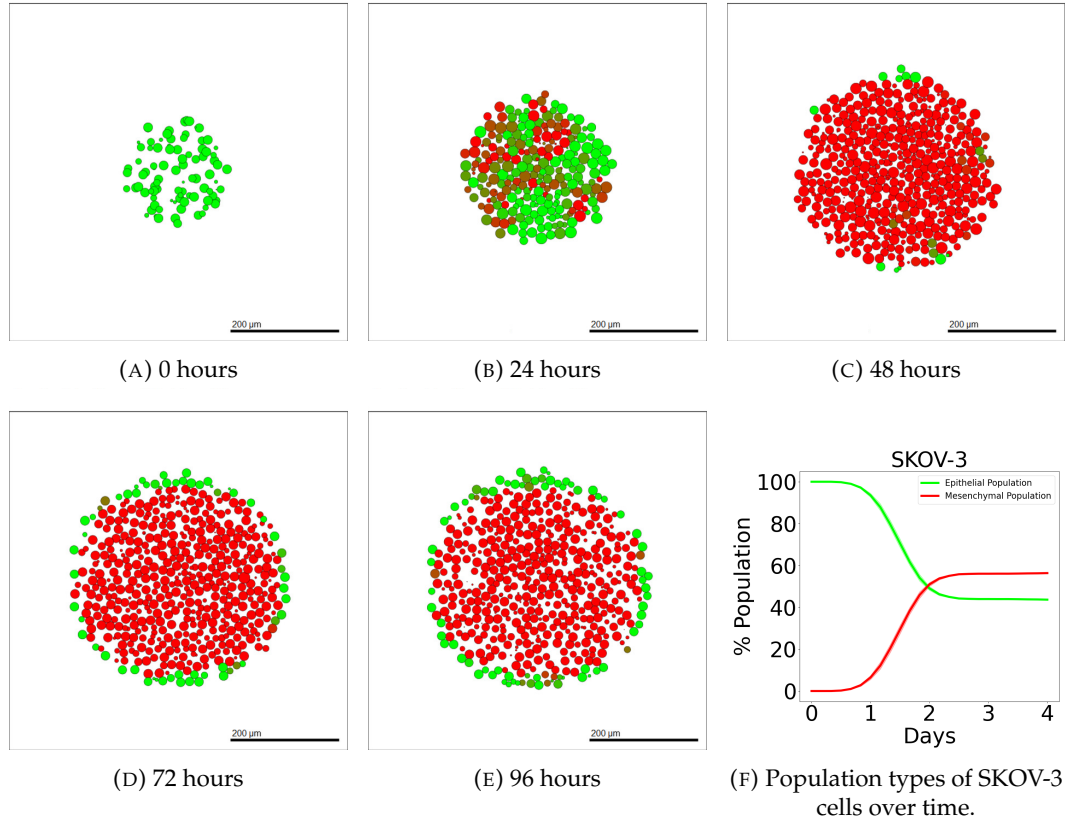 200 µm
200 µm
200 µm
(A) 0 hours
(B) 24 hours
(C) 48 hours
200 µm
200 µm
SKOV-3
Epithelial Population
Mesenchymal Population
% Population
100
80
60
40
20
0
0 1 2 3 4
Days
(D) 72 hours
(E) 96 hours
(F) Population types of SKOV-3
cells over time.